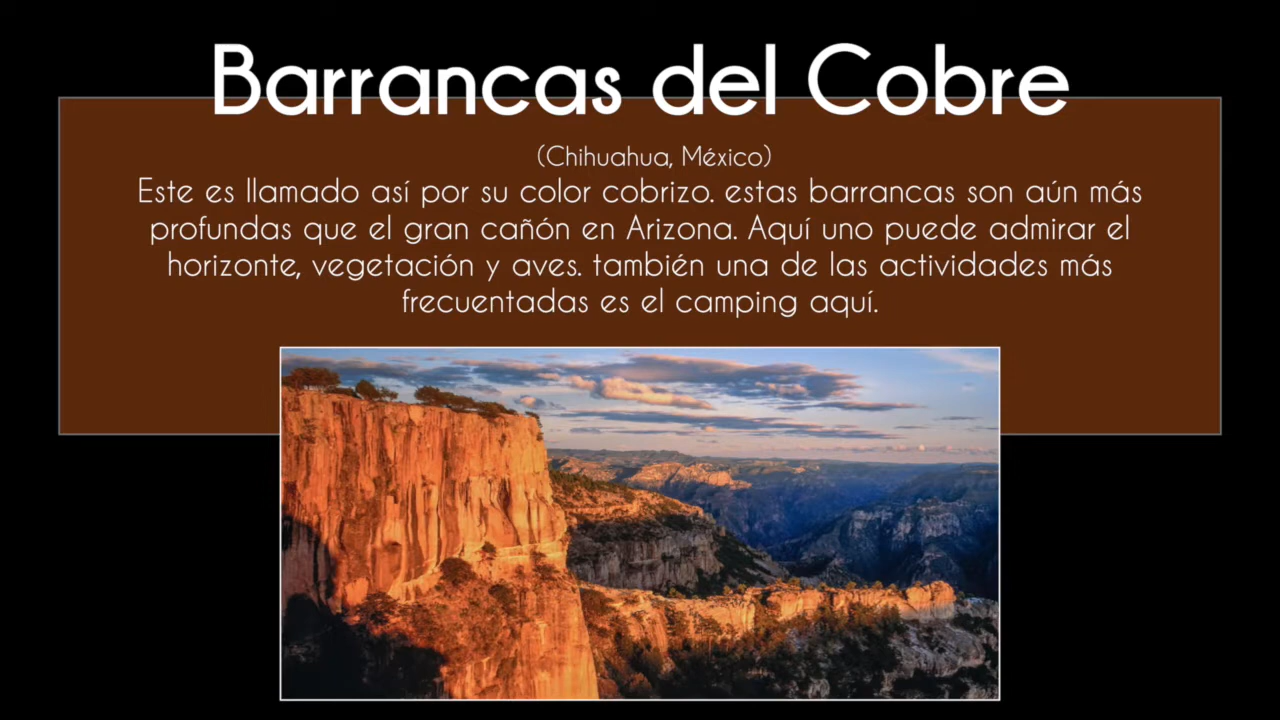 Barrancas del Cobre
(Chihuahua, México)
Este es llamado así por su color cobrizo. estas barrancas son aún más
profundas que el gran cañón en Arizona. Aquí uno puede admirar el
horizonte, vegetación y aves. también una de las actividades más
frecuentadas es el camping aquí.